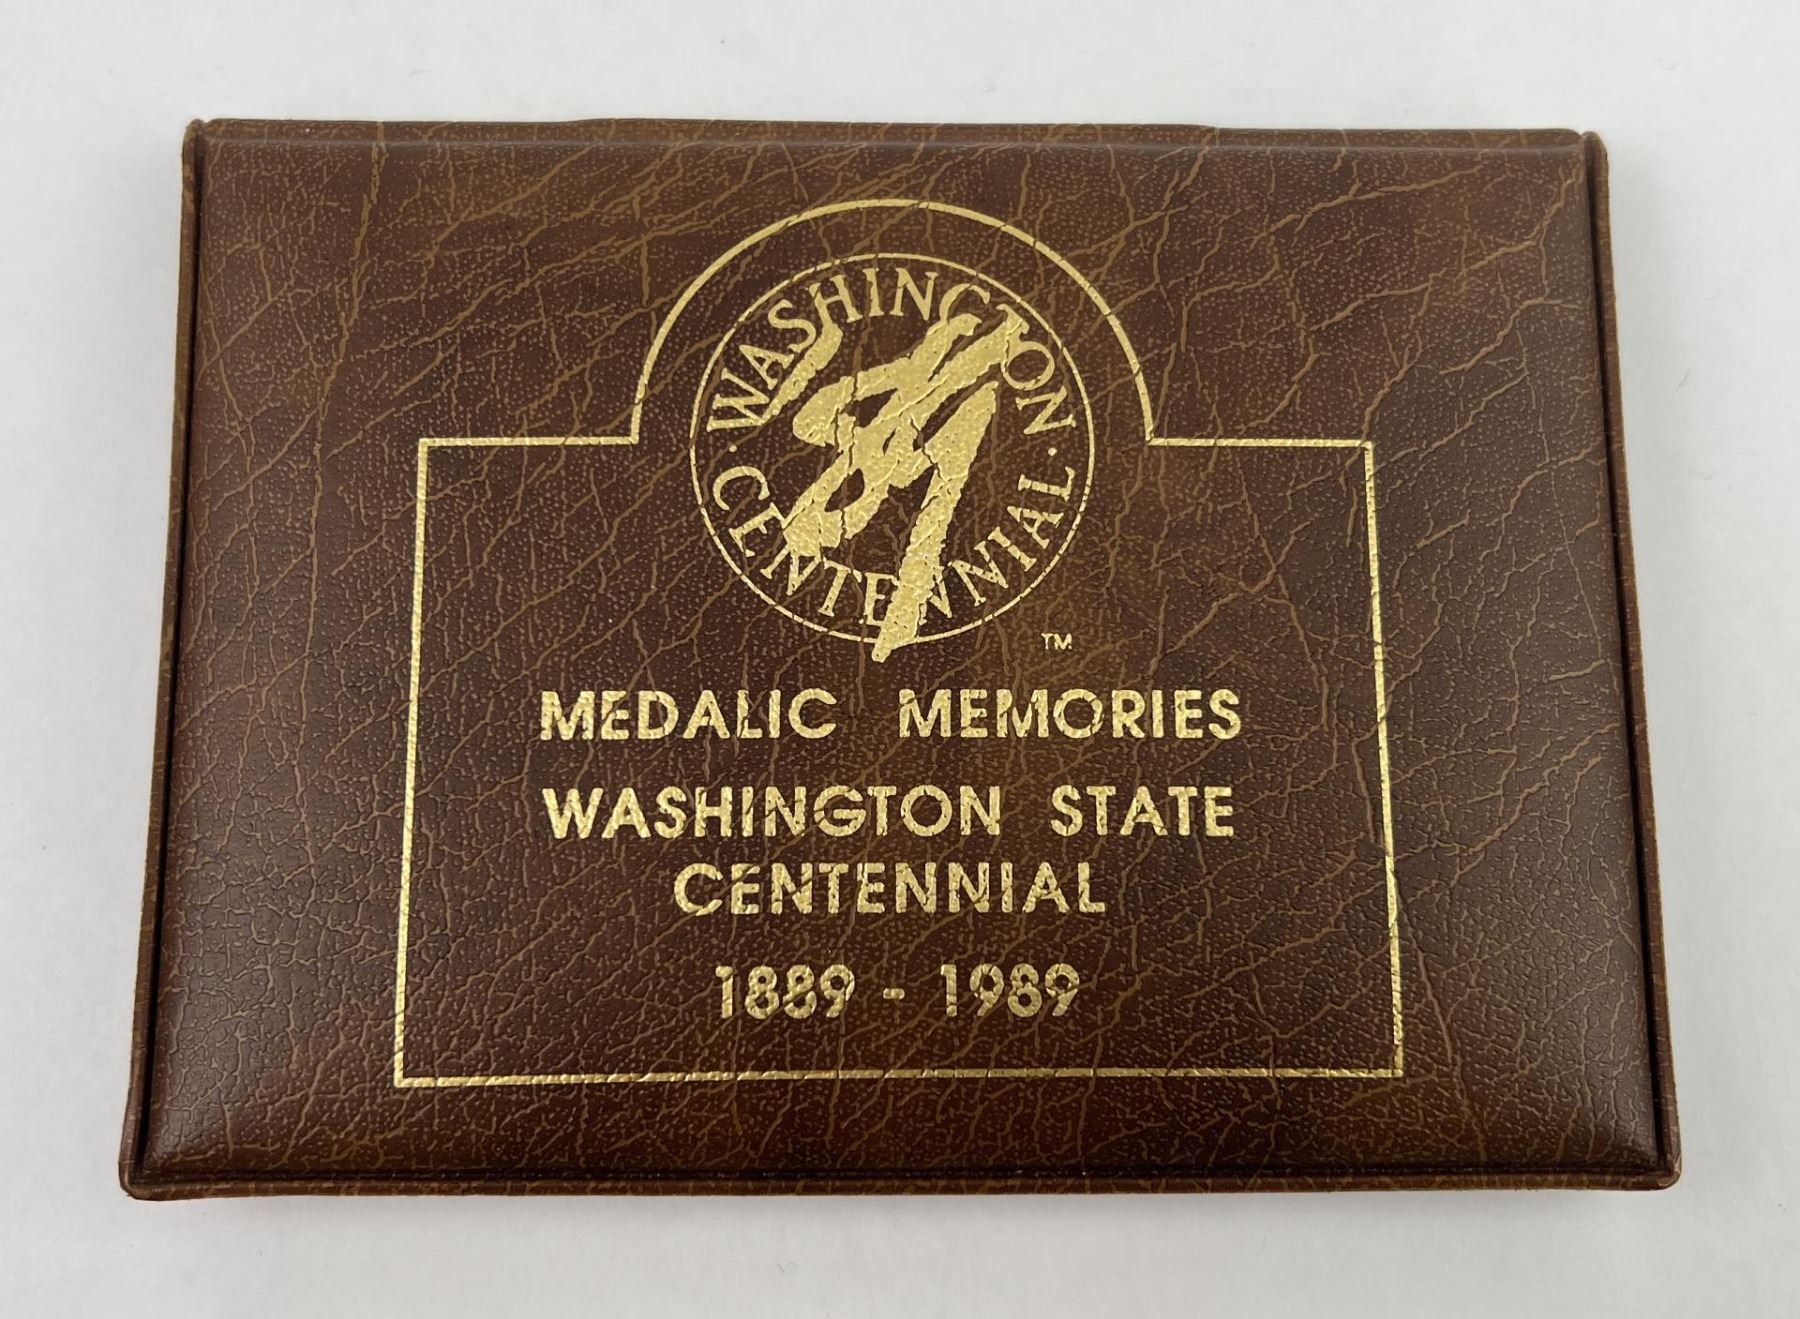 WASHINGTON
· CENTENNIAL ·
89
TM
MEDALIC MEMORIES
WASHINGTON STATE
CENTENNIAL
1889 - 1989